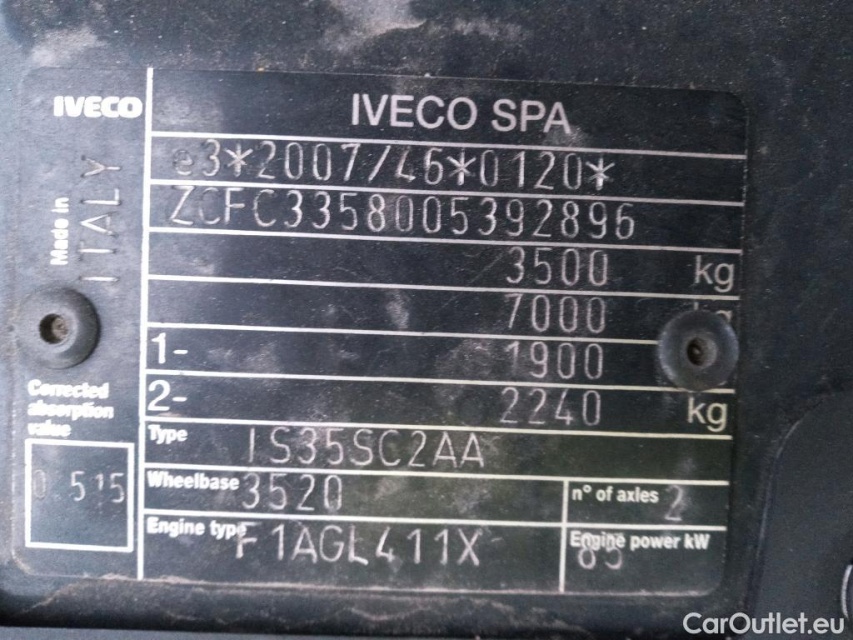 IVECO
IVECO SPA
e3*2007/46*0120*
ZCFC3358005392896
Made in
ITALY
3500 kg
7000
1- 1900
2- 2240 kg
Corrected
absorption
value
0.515
Type IS35SC2AA
Wheelbase 3520
n° of axles 2
Engine type F1AGL411X
Engine power kW
85
CarOutlet.eu